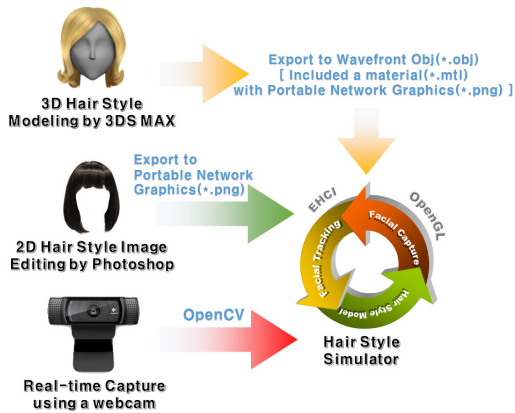 3D Hair Style
Modeling by 3DS MAX
Export to Wavefront Obj(*.obj)
[ Included a material(*.mtl)
with Portable Network Graphics(*.png) ]
Export to
Portable Network
Graphics(*.png)
2D Hair Style Image
Editing by Photoshop
EHCI
OpenGL
Facial Tracking
Facial Capture
Hair Style Model
Hair Style
Simulator
OpenCV
Real-time Capture
using a webcam